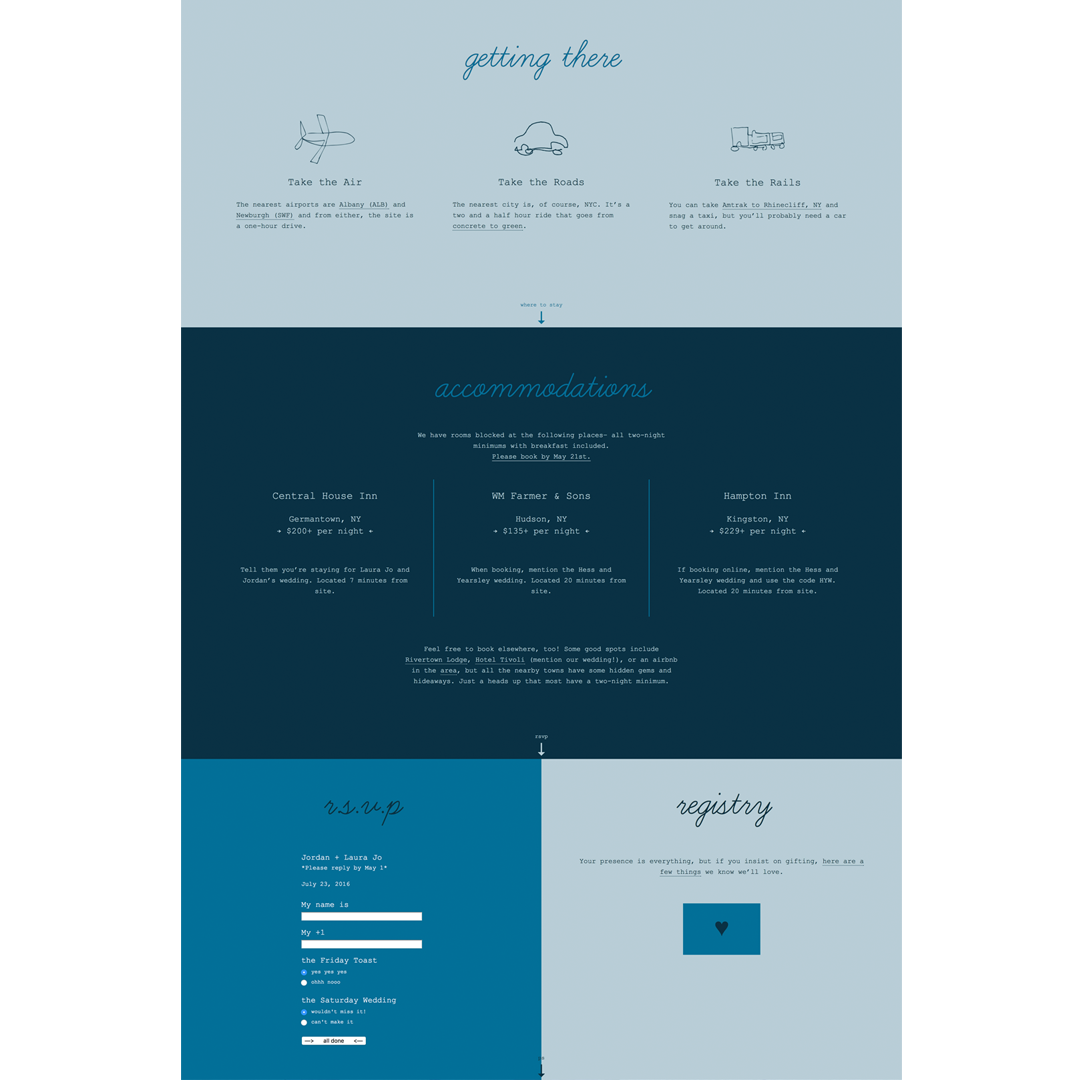 getting there
Take the Air
The nearest airports are Albany (ALB) and
Newburgh (SWF) and from either, the site is
a one-hour drive.
Take the Roads
The nearest city is, of course, NYC. It's a
two and a half hour ride that goes from
concrete to green.
Take the Rails
You can take Amtrak to Rhinecliff, NY and
snag a taxi, but you'll probably need a car
to get around.
where to stay
accommodations
We have rooms blocked at the following places- all two-night
minimums with breakfast included.
Please book by May 21st.
Central House Inn
Germantown, NY
→ $200+ per night ←
Tell them you're staying for Laura Jo and
Jordan's wedding. Located 7 minutes from
site.
WM Farmer & Sons
Hudson, NY
→ $135+ per night ←
When booking, mention the Hess and
Yearsley wedding. Located 20 minutes from
site.
Hampton Inn
Kingston, NY
→ $229+ per night ←
If booking online, mention the Hess and
Yearsley wedding and use the code HYW.
Located 20 minutes from site.
Feel free to book elsewhere, too! Some good spots include
Rivertown Lodge, Hotel Tivoli (mention our wedding!), or an airbnb
in the area, but all the nearby towns have some hidden gems and
hideaways. Just a heads up that most have a two-night minimum.
rsvp
r.s.v.p
Jordan + Laura Jo
*Please reply by May 1*
July 23, 2016
My name is
My +1
the Friday Toast
yes yes yes
ohhh nooo
the Saturday Wedding
wouldn't miss it!
can't make it
—> all done <—
registry
Your presence is everything, but if you insist on gifting, here are a
few things we know we'll love.